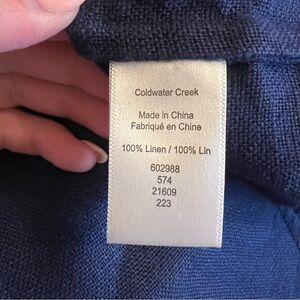 Coldwater Creek
Made in China
Fabriqué en Chine
100% Linen / 100% Lin
602988
574
21609
223